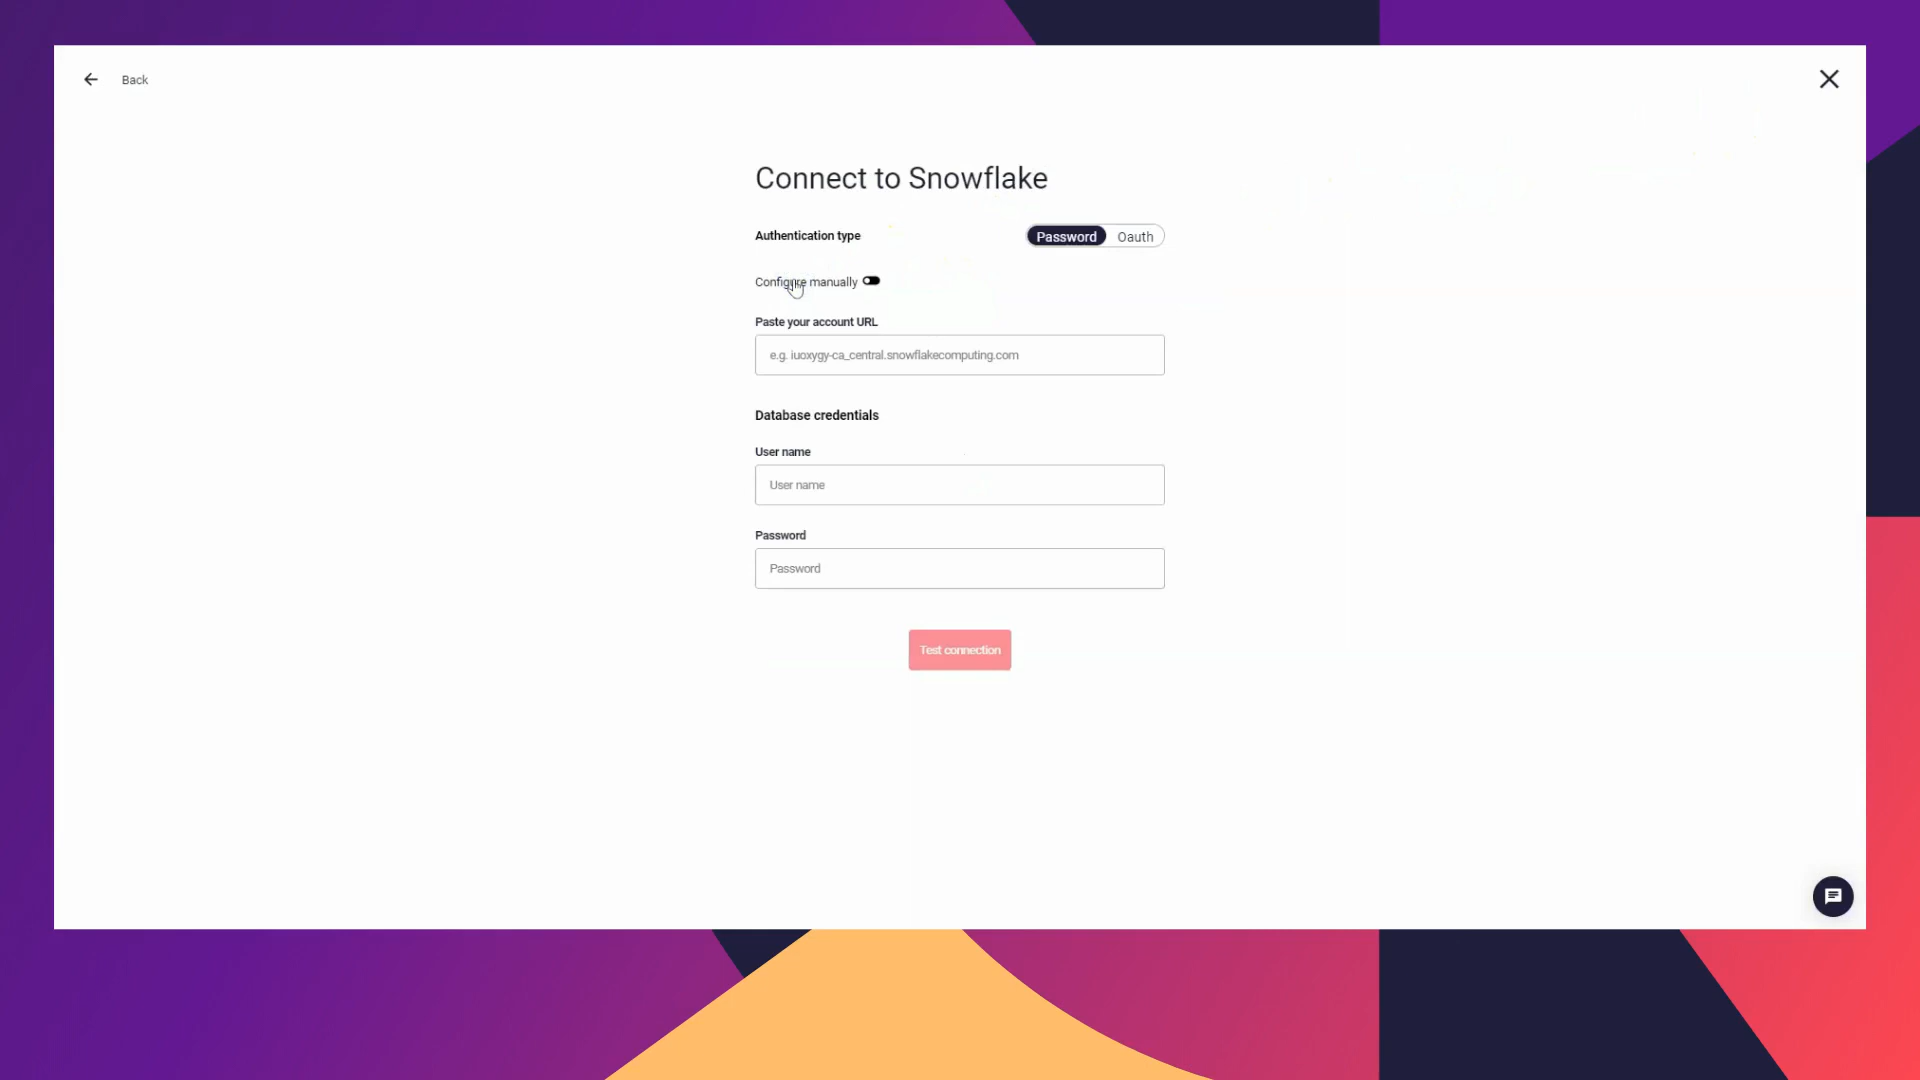 Back
Connect to Snowflake
Authentication type
Password Oauth
Configure manually
Paste your account URL
e.g. iuoxygy-ca_central.snowflakecomputing.com
Database credentials
User name
User name
Password
Password
Test connection